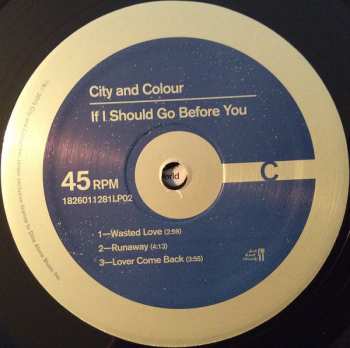 City and Colour
If I Should Go Before You
45 RPM
1826011281LP02
C
1—Wasted Love (2:59)
2—Runaway (4:13)
3—Lover Come Back (3:55)